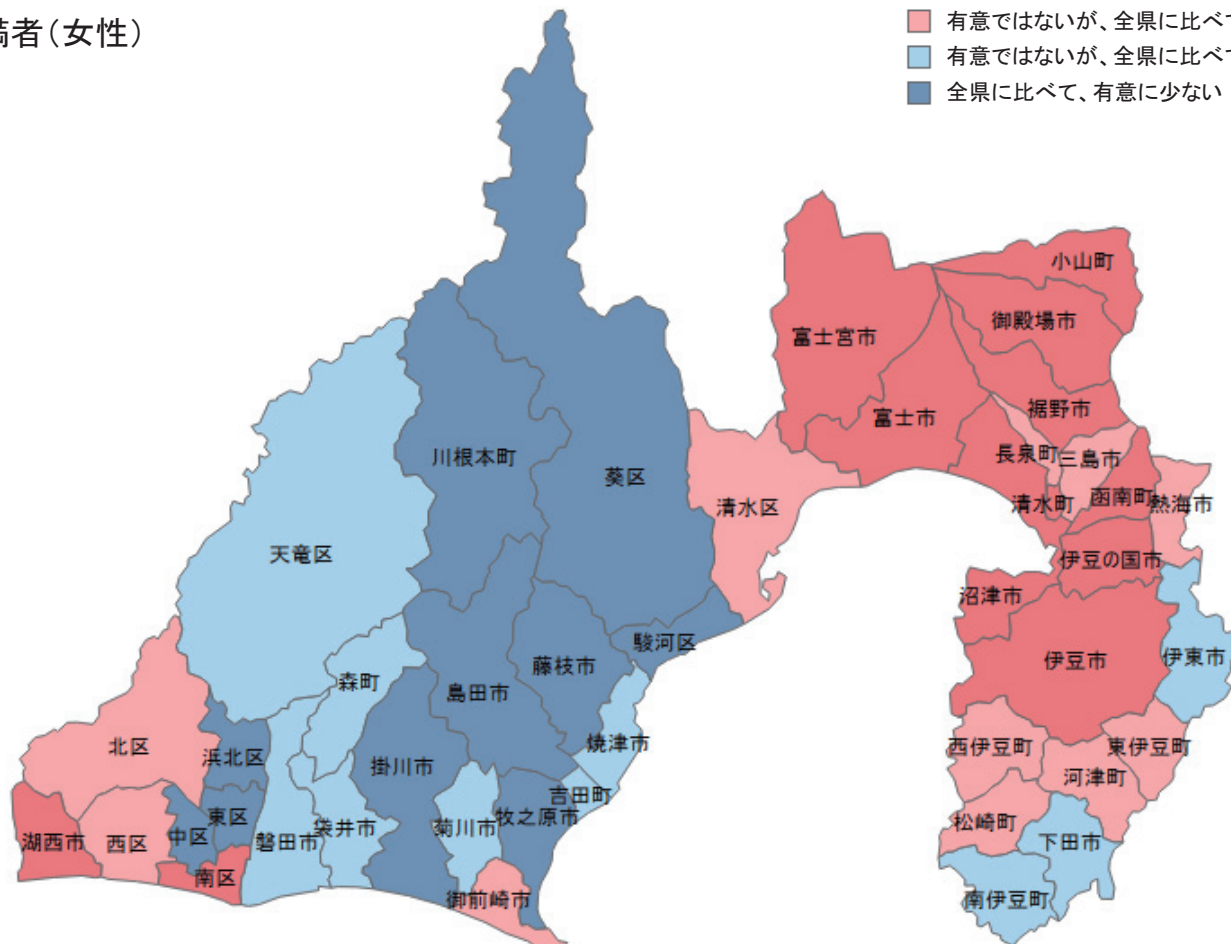 満者(女性)
有意ではないが、全県に比べて
有意ではないが、全県に比べて
全県に比べて、有意に少ない
小山町
御殿場市
富士宮市
裾野市
富士市
長泉町
三島市
川根本町
葵区
清水区
清水町
函南町
熱海市
天竜区
伊豆の国市
沼津市
駿河区
伊豆市
伊東市
藤枝市
森町
島田市
北区
浜北区
掛川市
焼津市
西伊豆町
東伊豆町
河津町
吉田町
東区
牧之原市
湖西市
西区
中区
磐田市
袋井市
菊川市
松崎町
下田市
南区
御前崎市
南伊豆町